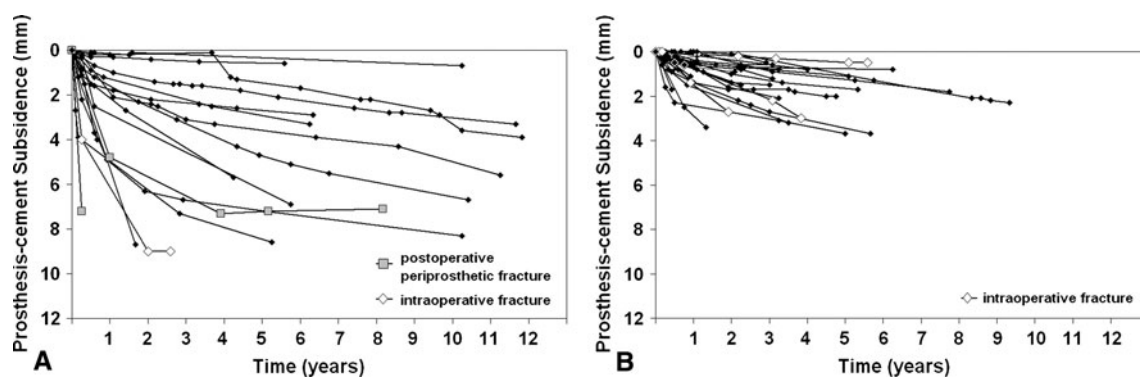 Prosthesis-cement Subsidence (mm)
0
2
4
6
8
10
12
1 2 3 4 5 6 7 8 9 10 11 12
Time (years)
postoperative
periprosthetic fracture
intraoperative fracture
A
Prosthesis-cement Subsidence (mm)
0
2
4
6
8
10
12
1 2 3 4 5 6 7 8 9 10 11 12
Time (years)
intraoperative fracture
B